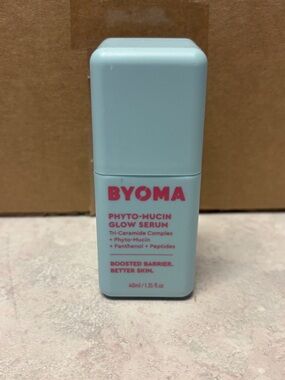 BYOMA
PHYTO-MUCIN
GLOW SERUM
Tri-Ceramide Complex
+ Phyto-Mucin
+ Panthenol + Peptides
BOOSTED BARRIER.
BETTER SKIN.
40ml / 1.35 fl oz